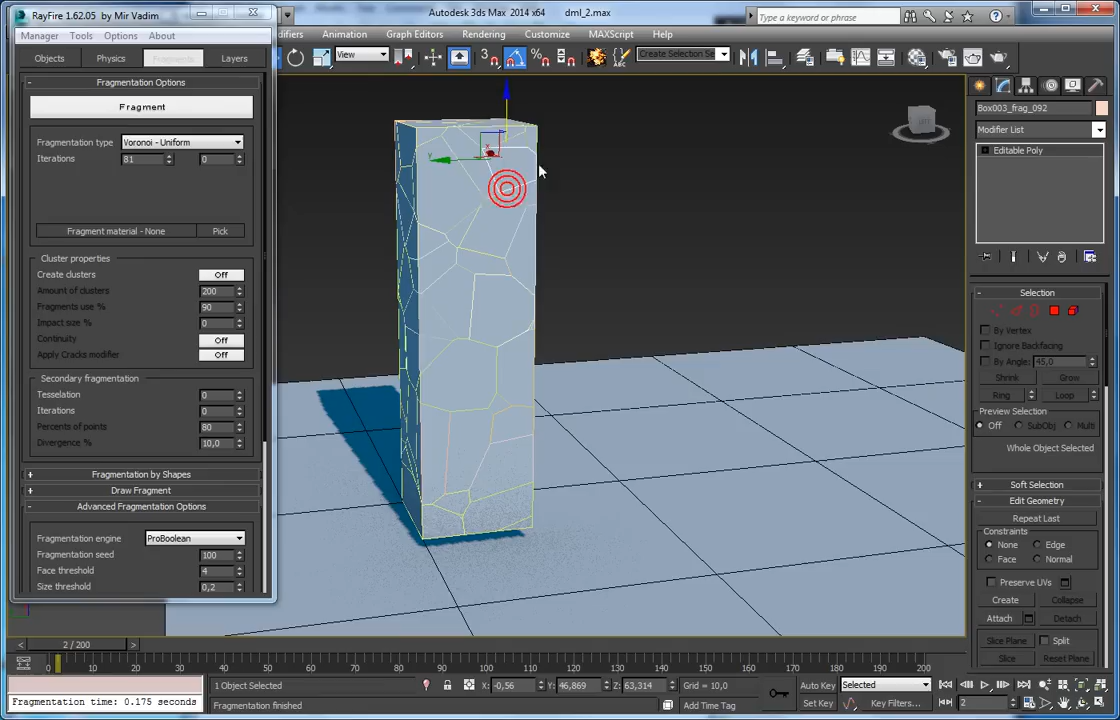 RayFire 1.62.05  by Mir Vadim
Autodesk 3ds Max 2014 x64    dml_2.max
Type a keyword or phrase
Manager Tools Options About
Animation Graph Editors Rendering Customize MAXScript Help
View
Create Selection Se
Objects Physics Fragments Layers
Fragmentation Options
Fragment
Fragmentation type Voronoi - Uniform
Iterations 81 0
Fragment material - None Pick
Cluster properties
Create clusters Off
Amount of clusters 200
Fragments use % 90
Impact size % 0
Continuity Off
Apply Cracks modifier Off
Secondary fragmentation
Tesselation 0
Iterations 0
Percents of points 80
Divergence % 10,0
+ Fragmentation by Shapes
+ Draw Fragment
- Advanced Fragmentation Options
Fragmentation engine ProBoolean
Fragmentation seed 100
Face threshold 4
Size threshold 0,2
Box003_frag_092
Modifier List
Editable Poly
- Selection
By Vertex
Ignore Backfacing
By Angle: 45,0
Shrink Grow
Ring Loop
Preview Selection
Off SubObj Multi
Whole Object Selected
+ Soft Selection
- Edit Geometry
Repeat Last
Constraints
None Edge
Face Normal
Preserve UVs
Create Collapse
Attach Detach
Slice Plane Split
Slice Reset Plane
< 2 / 200 >
0 10 20 30 40 50 60 70 80 90 100 110 120 130 140 150 160 170 180 190 200
1 Object Selected X: -0,56 Y: 46,869 Z: 63,314 Grid = 10,0 Auto Key Selected
Fragmentation time: 0.175 seconds Fragmentation finished Add Time Tag Set Key Key Filters... 2